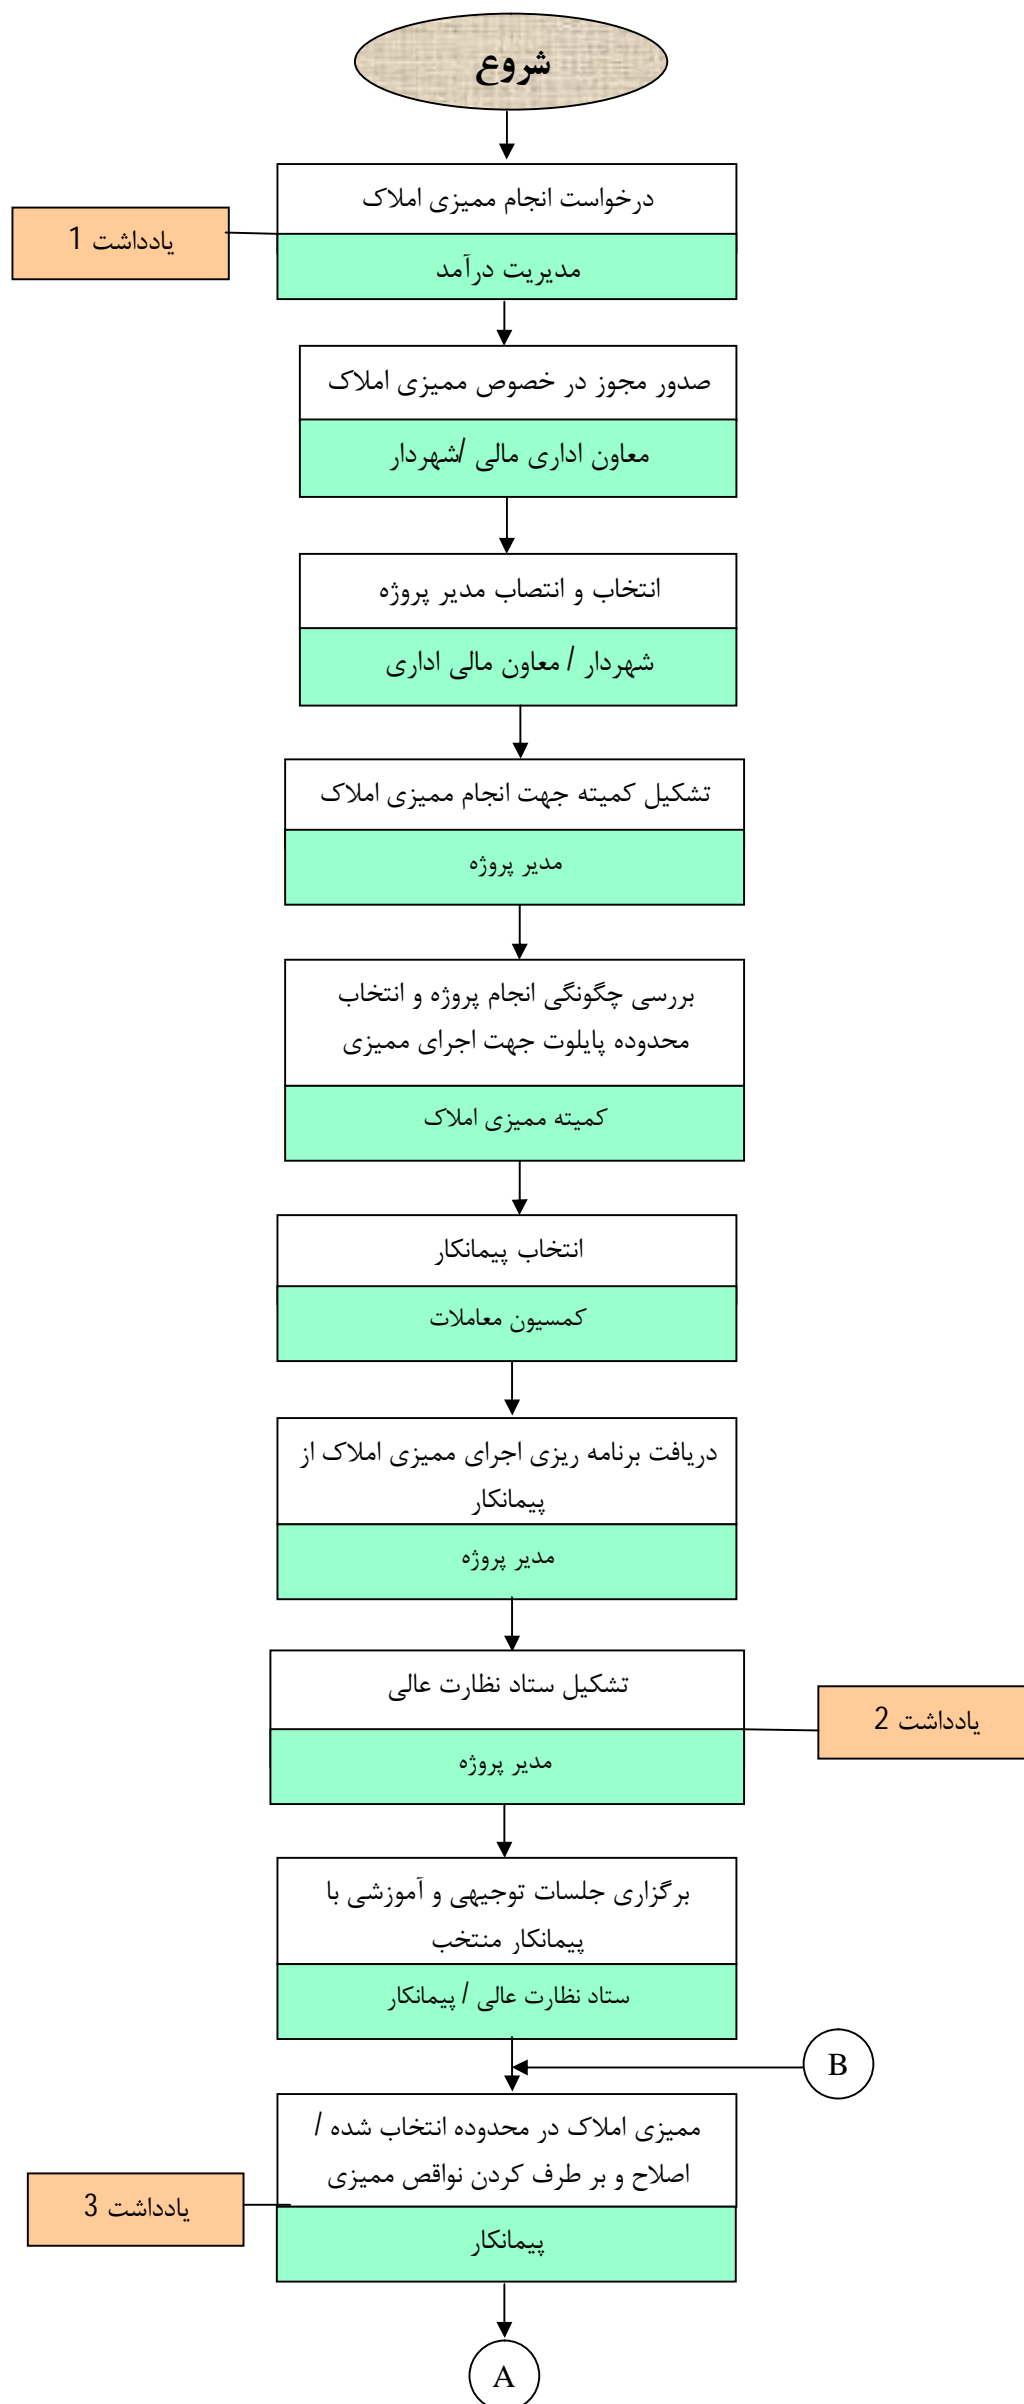 شروع
درخواست انجام ممیزی املاک
یادداشت 1
مدیریت درآمد
صدور مجوز در خصوص ممیزی املاک
معاون اداری مالی /شهردار
انتخاب و انتصاب مدیر پروژه
شهردار / معاون مالی اداری
تشکیل کمیته جهت انجام ممیزی املاک
مدیر پروژه
بررسی چگونگی انجام پروژه و انتخاب
محدوده پایلوت جهت اجرای ممیزی
کمیته ممیزی املاک
انتخاب پیمانکار
کمسیون معاملات
دریافت برنامه ریزی اجرای ممیزی املاک از
پیمانکار
مدیر پروژه
تشکیل ستاد نظارت عالی
یادداشت 2
مدیر پروژه
برگزاری جلسات توجیهی و آموزشی با
پیمانکار منتخب
ستاد نظارت عالی / پیمانکار
B
ممیزی املاک در محدوده انتخاب شده /
اصلاح و بر طرف کردن نواقص ممیزی
یادداشت 3
پیمانکار
A